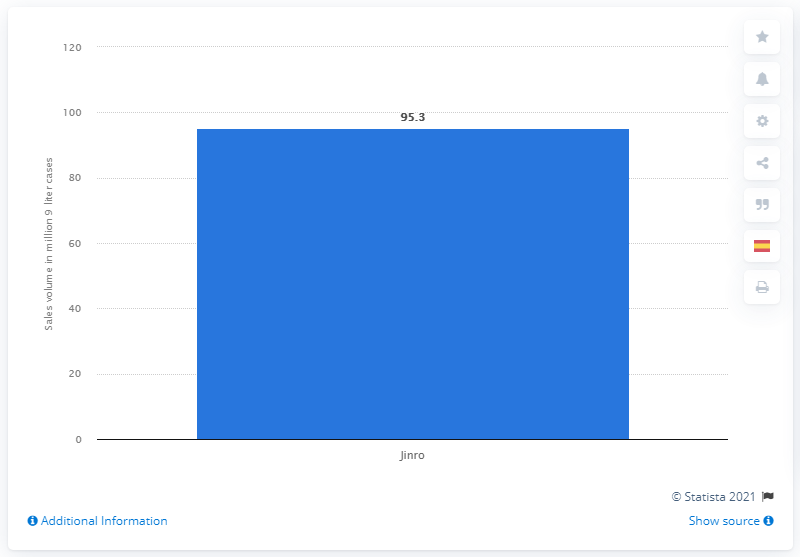 120
100
80
60
40
20
0
Sales volume in million 9 liter cases
95.3
Jinro
© Statista 2021
Additional Information
Show source